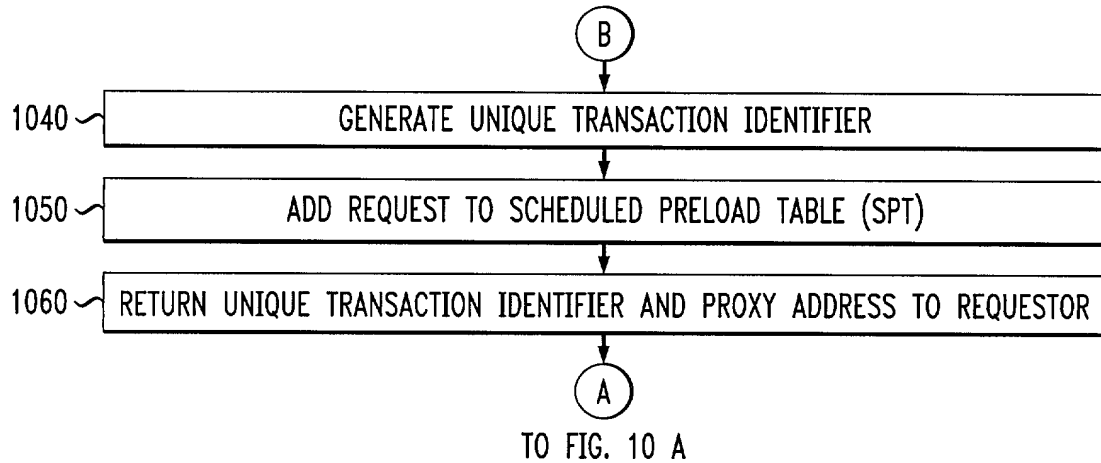 B
1040
GENERATE UNIQUE TRANSACTION IDENTIFIER
1050
ADD REQUEST TO SCHEDULED PRELOAD TABLE (SPT)
1060
RETURN UNIQUE TRANSACTION IDENTIFIER AND PROXY ADDRESS TO REQUESTOR
A
TO FIG. 10 A